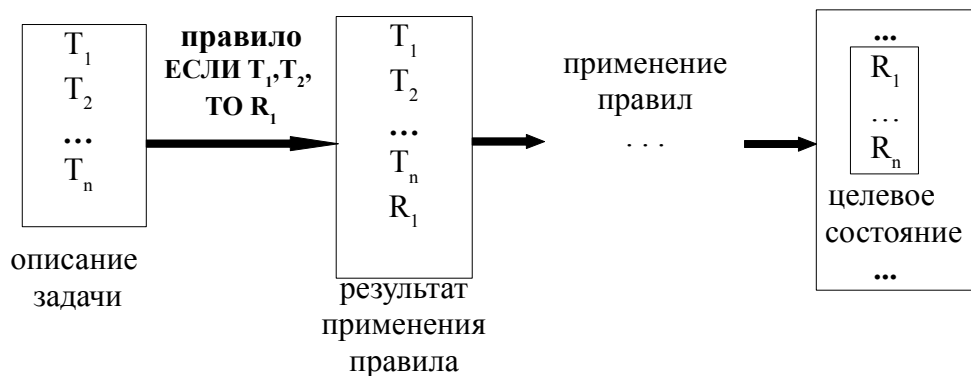 T₁
T₂
...
Tₙ
описание
задачи
правило
ЕСЛИ T₁,T₂,
ТО R₁
T₁
T₂
...
Tₙ
R₁
результат
применения
правила
применение
правил
...
...
R₁
...
Rₙ
целевое
состояние
...